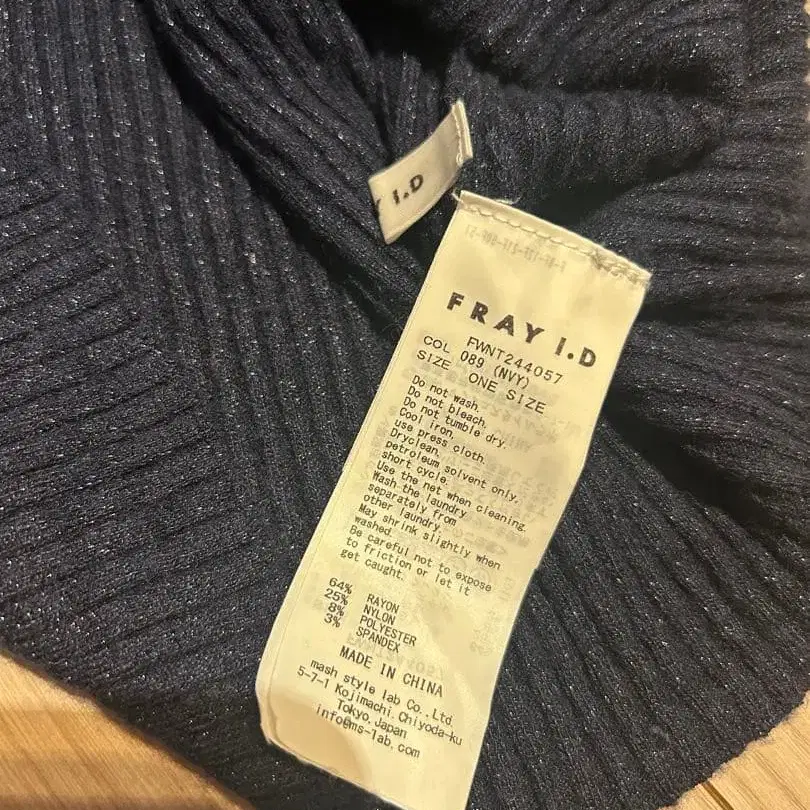 I.D
FRAY I.D
FWNT244057
COL 089 (NVY)
SIZE ONE SIZE
Do not wash.
Do not bleach.
Do not tumble dry.
Cool iron,
use press cloth.
Dryclean,
petroleum solvent only,
short cycle.
Use the net when cleaning.
Wash the laundry
separately from
other laundry.
May shrink slightly when
washed.
Be careful not to expose
to friction or let it
get caught.
64% RAYON
25% NYLON
8% POLYESTER
3% SPANDEX
MADE IN CHINA
mash style lab Co.,Ltd.
5-7-1 Kojimachi,Chiyoda-ku
Tokyo,Japan
info@ms-lab.com